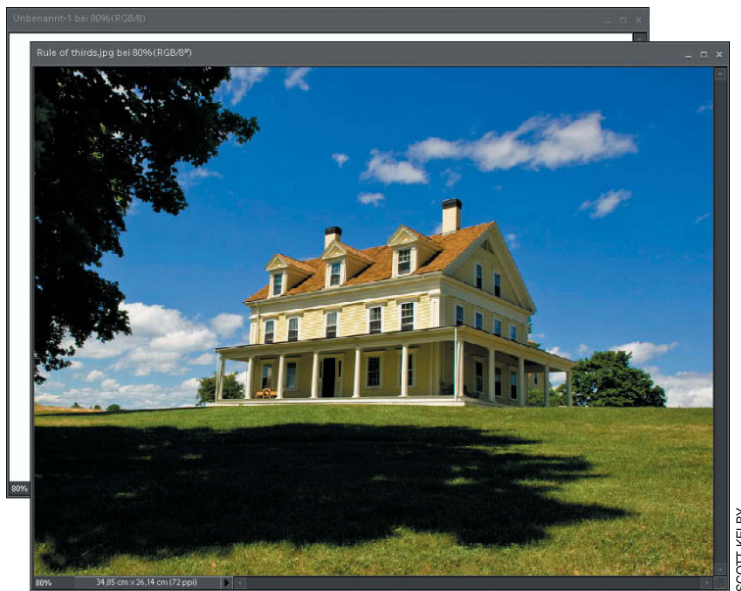 Unbenannt-1 bei 80% (RGB/8)
Rule of thirds.jpg bei 80% (RGB/8*)
80%
80%
34,85 cm x 26,14 cm (72 ppi)
SCOTT KELBY